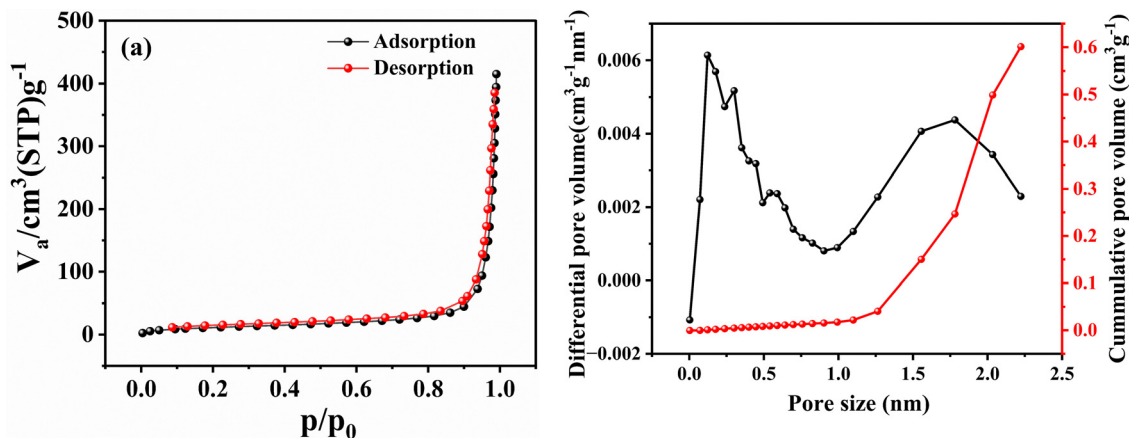 (a)
Adsorption
Desorption
500
400
300
200
100
0
0.0 0.2 0.4 0.6 0.8 1.0
V_a/cm³(STP)g⁻¹
p/p₀
Differential pore volume(cm³g⁻¹nm⁻¹)
0.006
0.004
0.002
0.000
−0.002
0.0 0.5 1.0 1.5 2.0 2.5
Pore size (nm)
0.6
0.5
0.4
0.3
0.2
0.1
0.0
Cummulative pore volume (cm³g⁻¹)